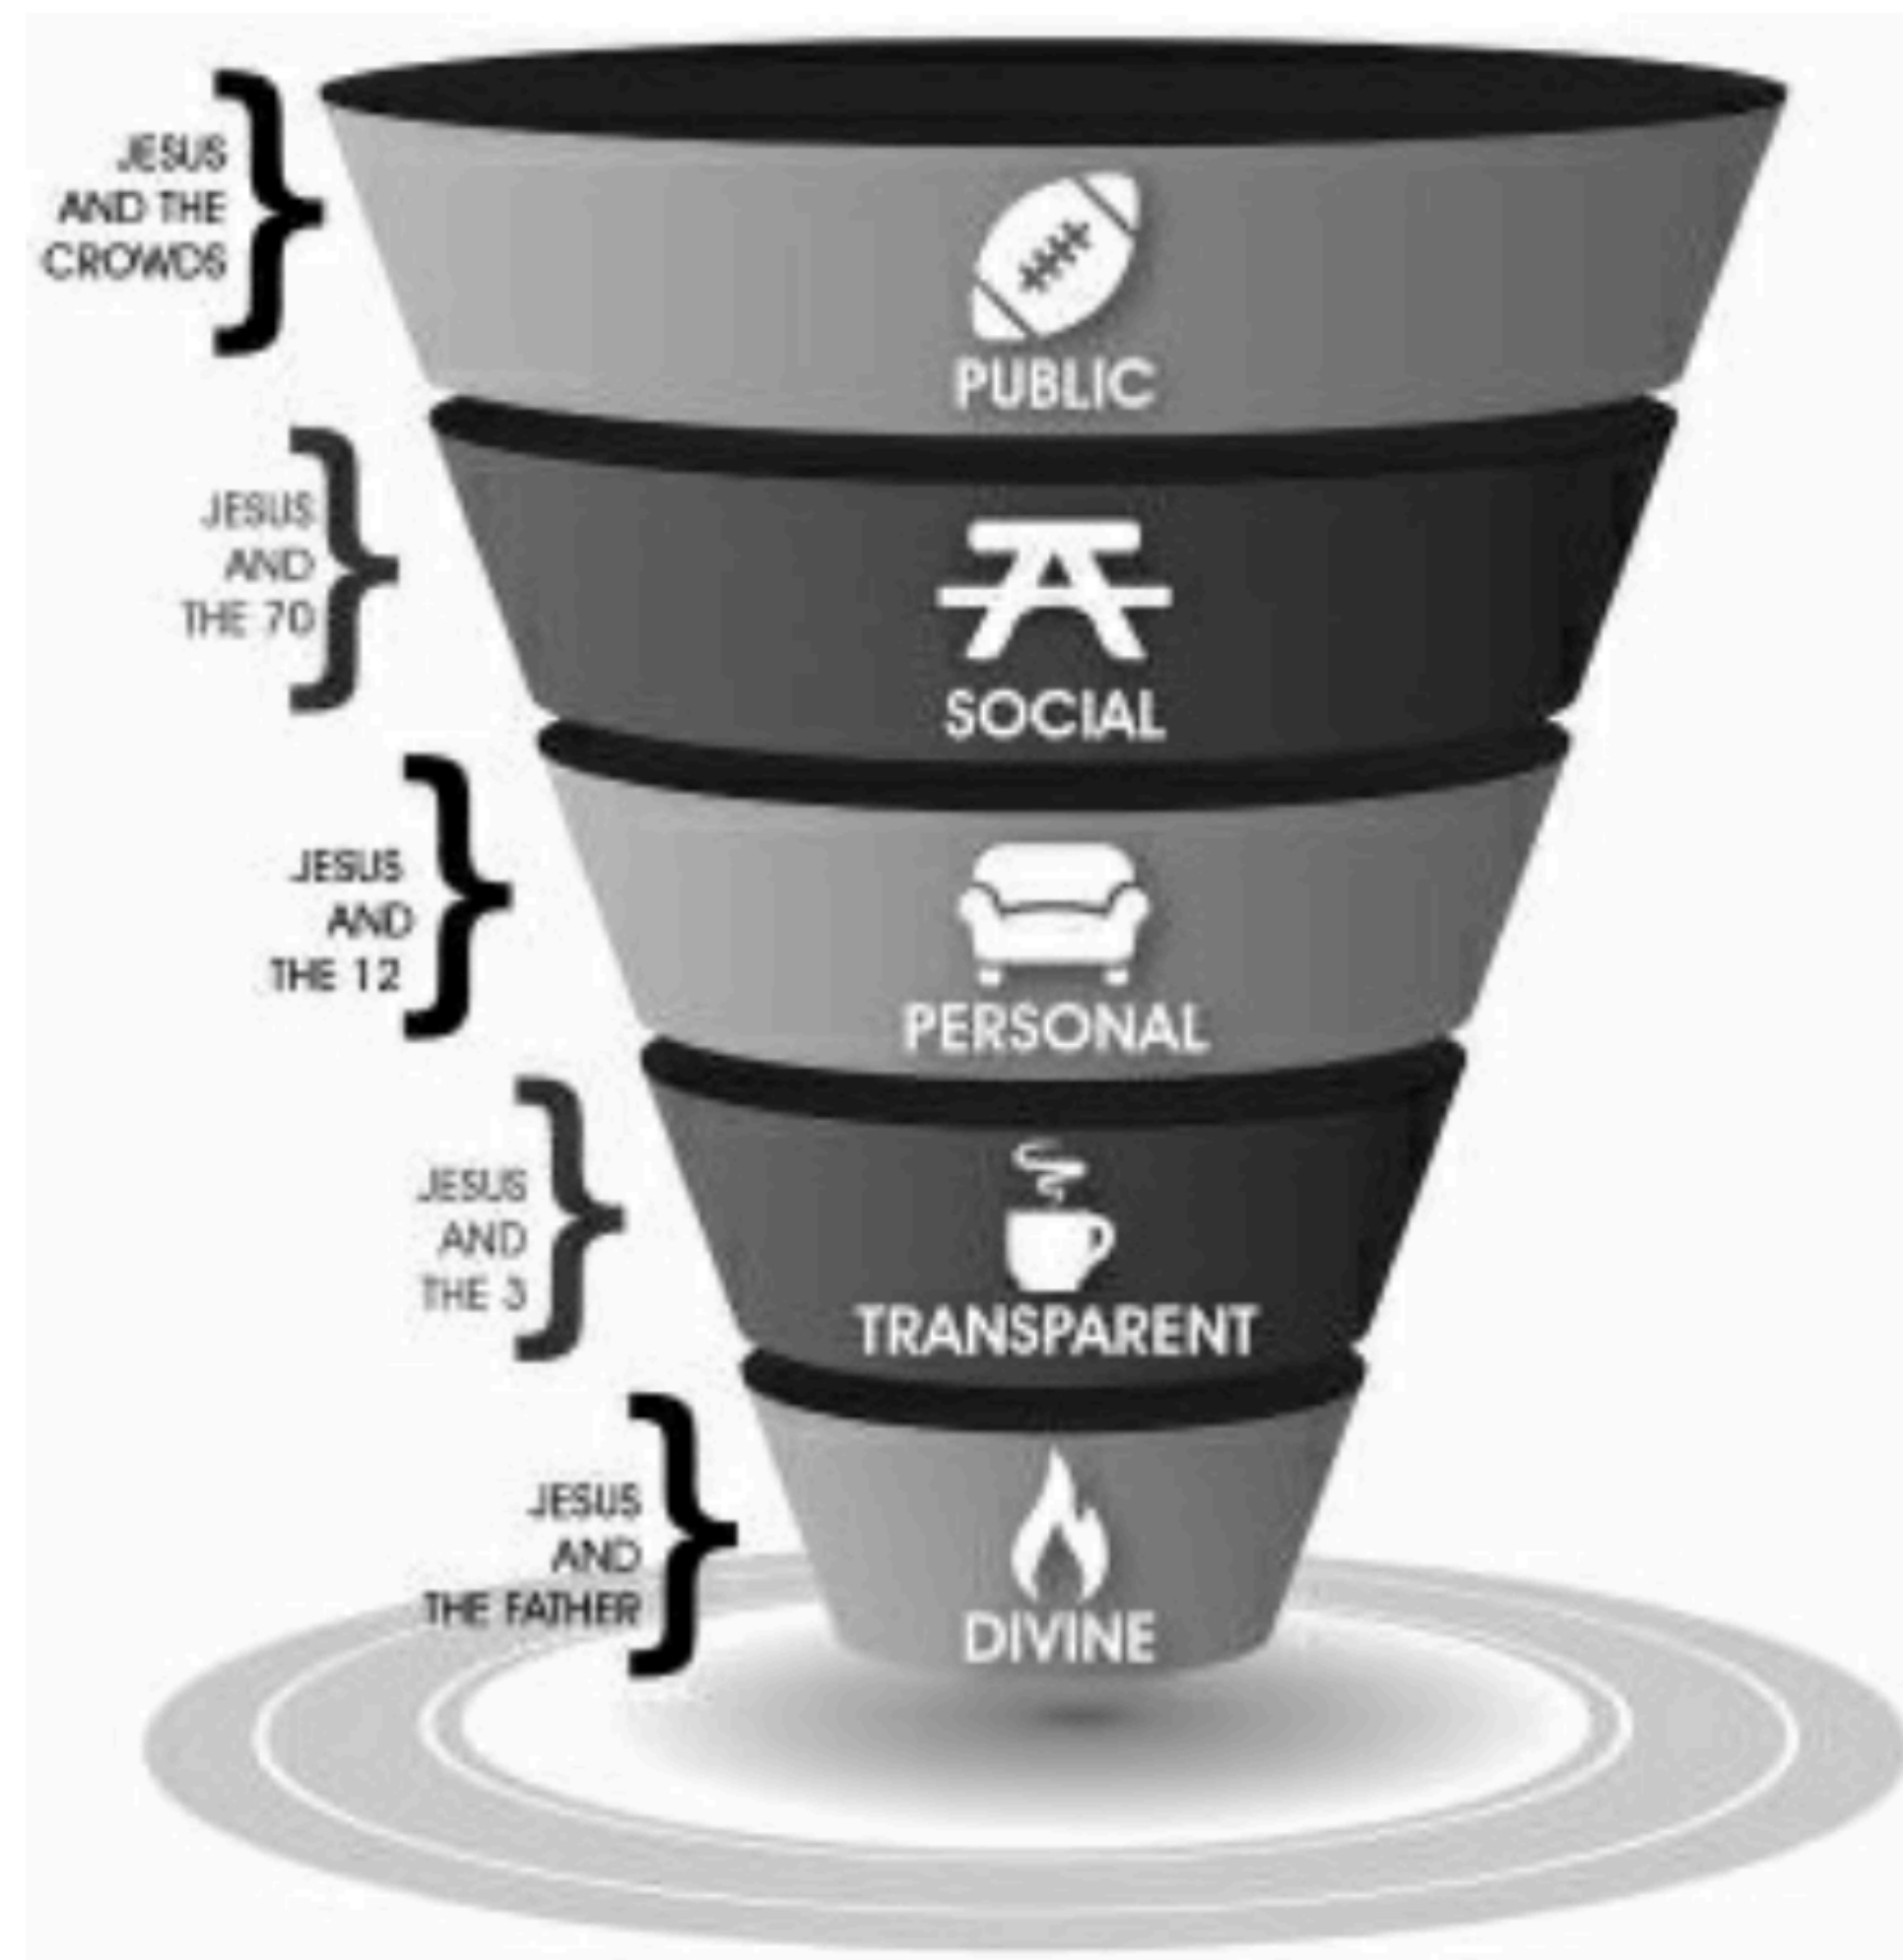 JESUS
AND THE
CROWDS
PUBLIC
JESUS
AND
THE 70
SOCIAL
JESUS
AND
THE 12
PERSONAL
JESUS
AND
THE 3
TRANSPARENT
JESUS
AND
THE FATHER
DIVINE